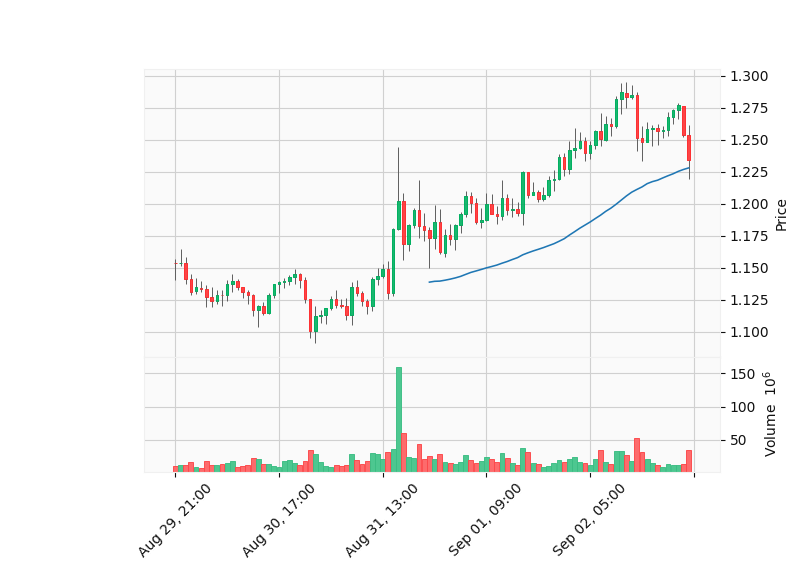 1.300
1.275
1.250
1.225
1.200
1.175
1.150
1.125
1.100
Price
150
100
50
Volume 10⁶
Aug 29, 21:00
Aug 30, 17:00
Aug 31, 13:00
Sep 01, 09:00
Sep 02, 05:00